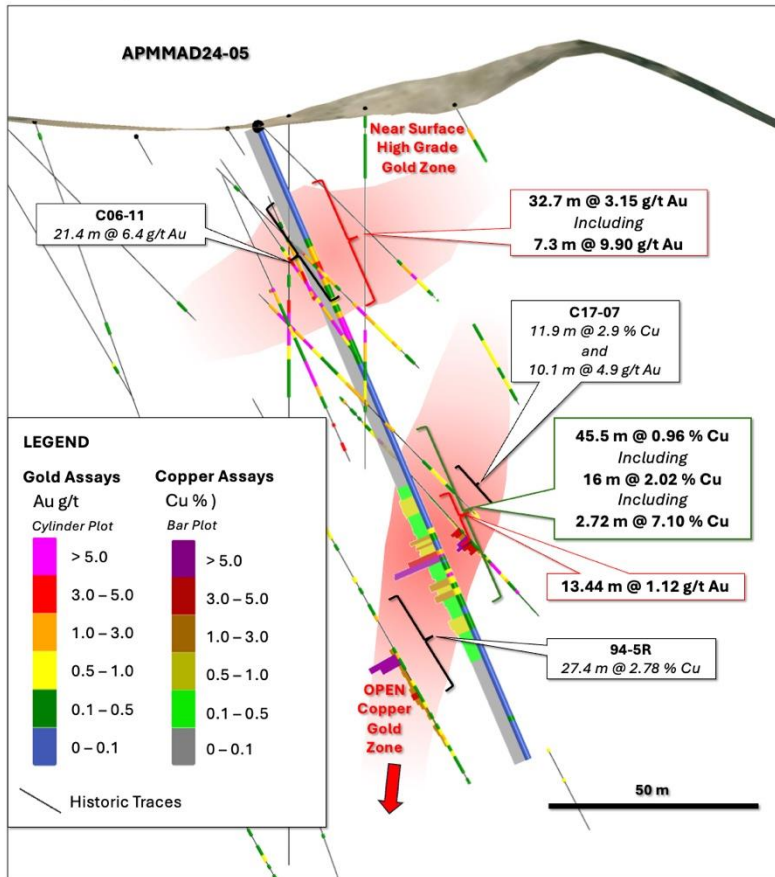 APMMAD24-05
Near Surface
High Grade
Gold Zone
32.7 m @ 3.15 g/t Au
Including
7.3 m @ 9.90 g/t Au
C06-11
21.4 m @ 6.4 g/t Au
C17-07
11.9 m @ 2.9 % Cu
and
10.1 m @ 4.9 g/t Au
45.5 m @ 0.96 % Cu
Including
16 m @ 2.02 % Cu
Including
2.72 m @ 7.10 % Cu
13.44 m @ 1.12 g/t Au
94-5R
27.4 m @ 2.78 % Cu
OPEN
Copper
Gold
Zone
50 m
LEGEND
Gold Assays
Au g/t
Cylinder Plot
> 5.0
3.0 – 5.0
1.0 – 3.0
0.5 – 1.0
0.1 – 0.5
0 – 0.1
Copper Assays
Cu % )
Bar Plot
> 5.0
3.0 – 5.0
1.0 – 3.0
0.5 – 1.0
0.1 – 0.5
0 – 0.1
Historic Traces